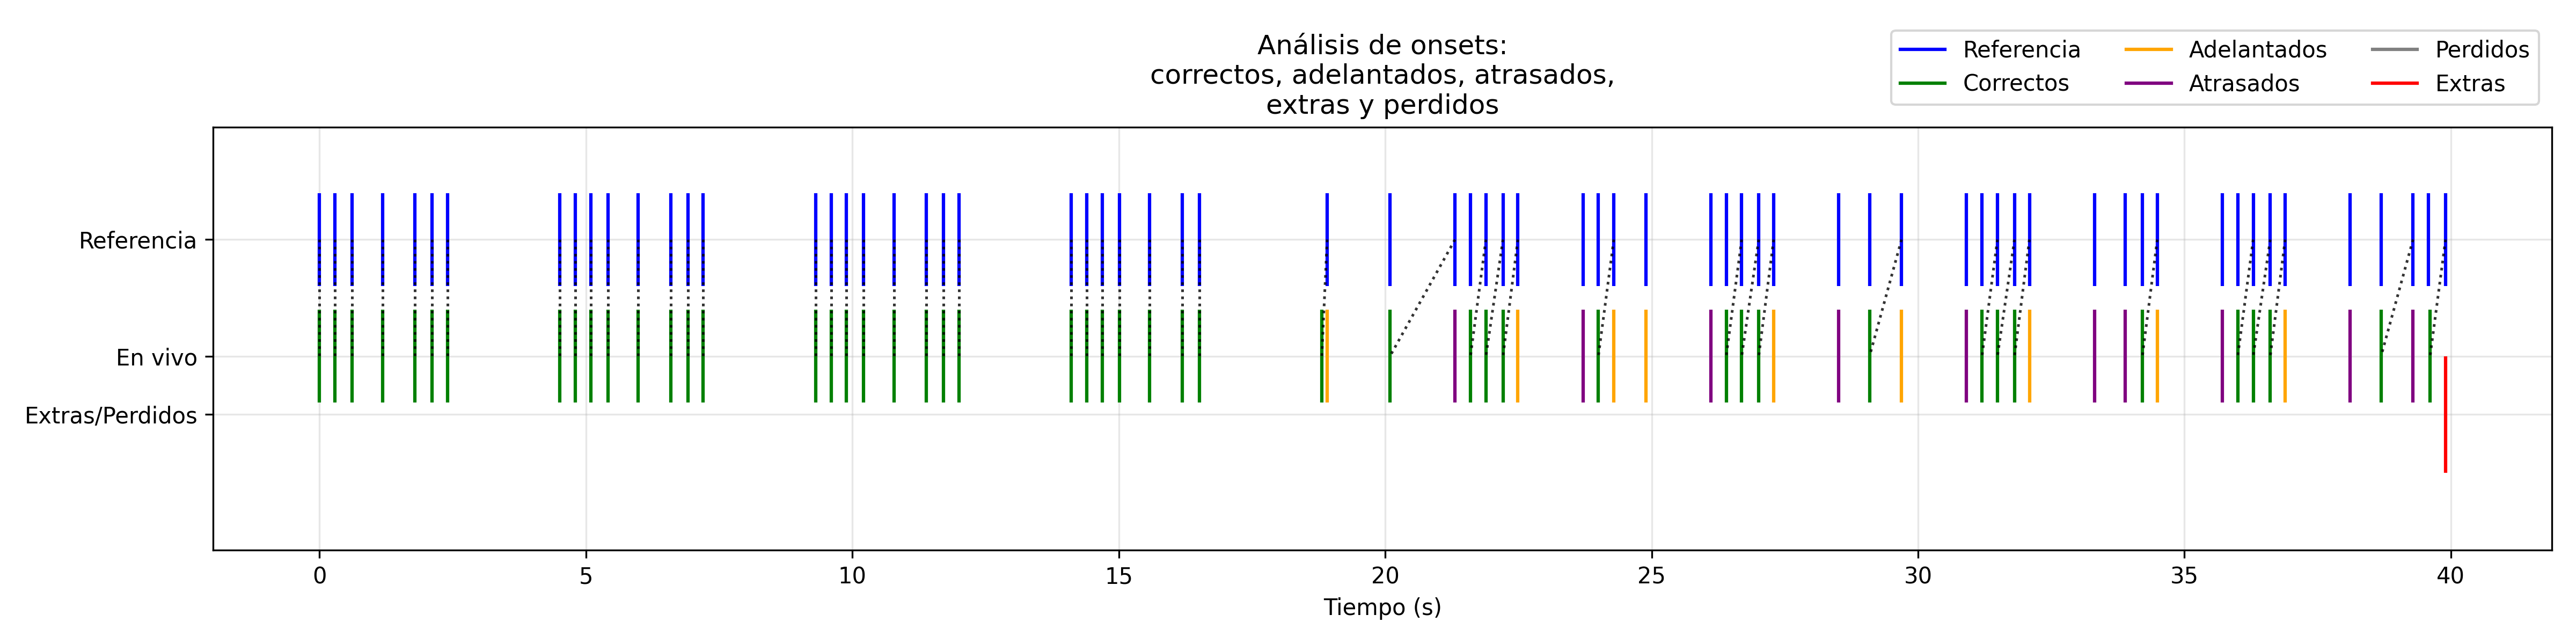 Análisis de onsets:
correctos, adelantados, atrasados,
extras y perdidos
Referencia
Correctos
Adelantados
Atrasados
Perdidos
Extras
Referencia
En vivo
Extras/Perdidos
0 5 10 15 20 25 30 35 40
Tiempo (s)